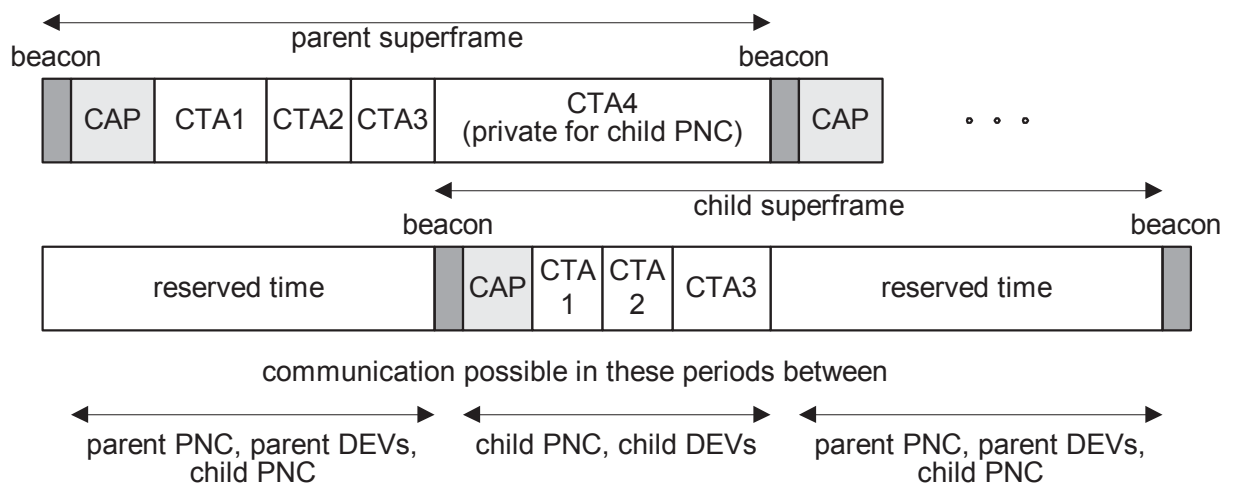 parent superframe
beacon
beacon
CAP
CTA1
CTA2
CTA3
CTA4
(private for child PNC)
CAP
child superframe
beacon
beacon
reserved time
CAP
CTA
1
CTA
2
CTA3
reserved time
communication possible in these periods between
parent PNC, parent DEVs,
child PNC
child PNC, child DEVs
parent PNC, parent DEVs,
child PNC